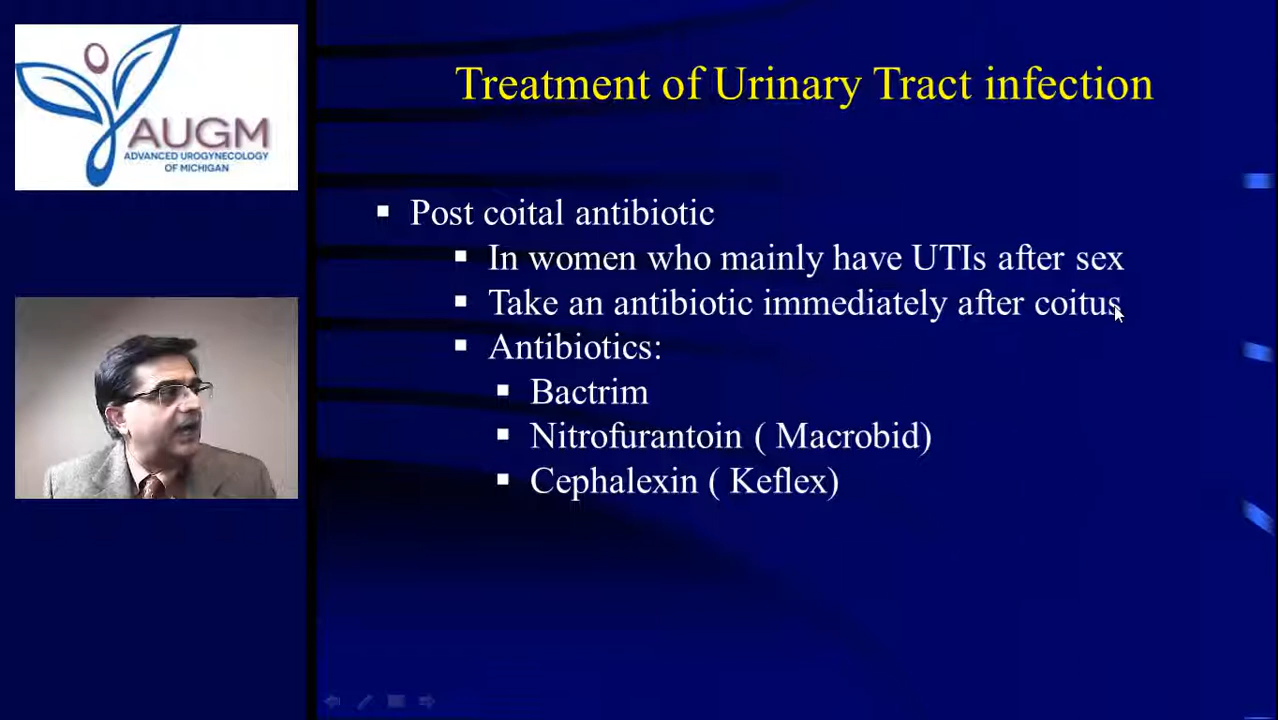 AUGM
ADVANCED UROGYNECOLOGY
OF MICHIGAN
Treatment of Urinary Tract infection
Post coital antibiotic
In women who mainly have UTIs after sex
Take an antibiotic immediately after coitus
Antibiotics:
Bactrim
Nitrofurantoin ( Macrobid)
Cephalexin ( Keflex)